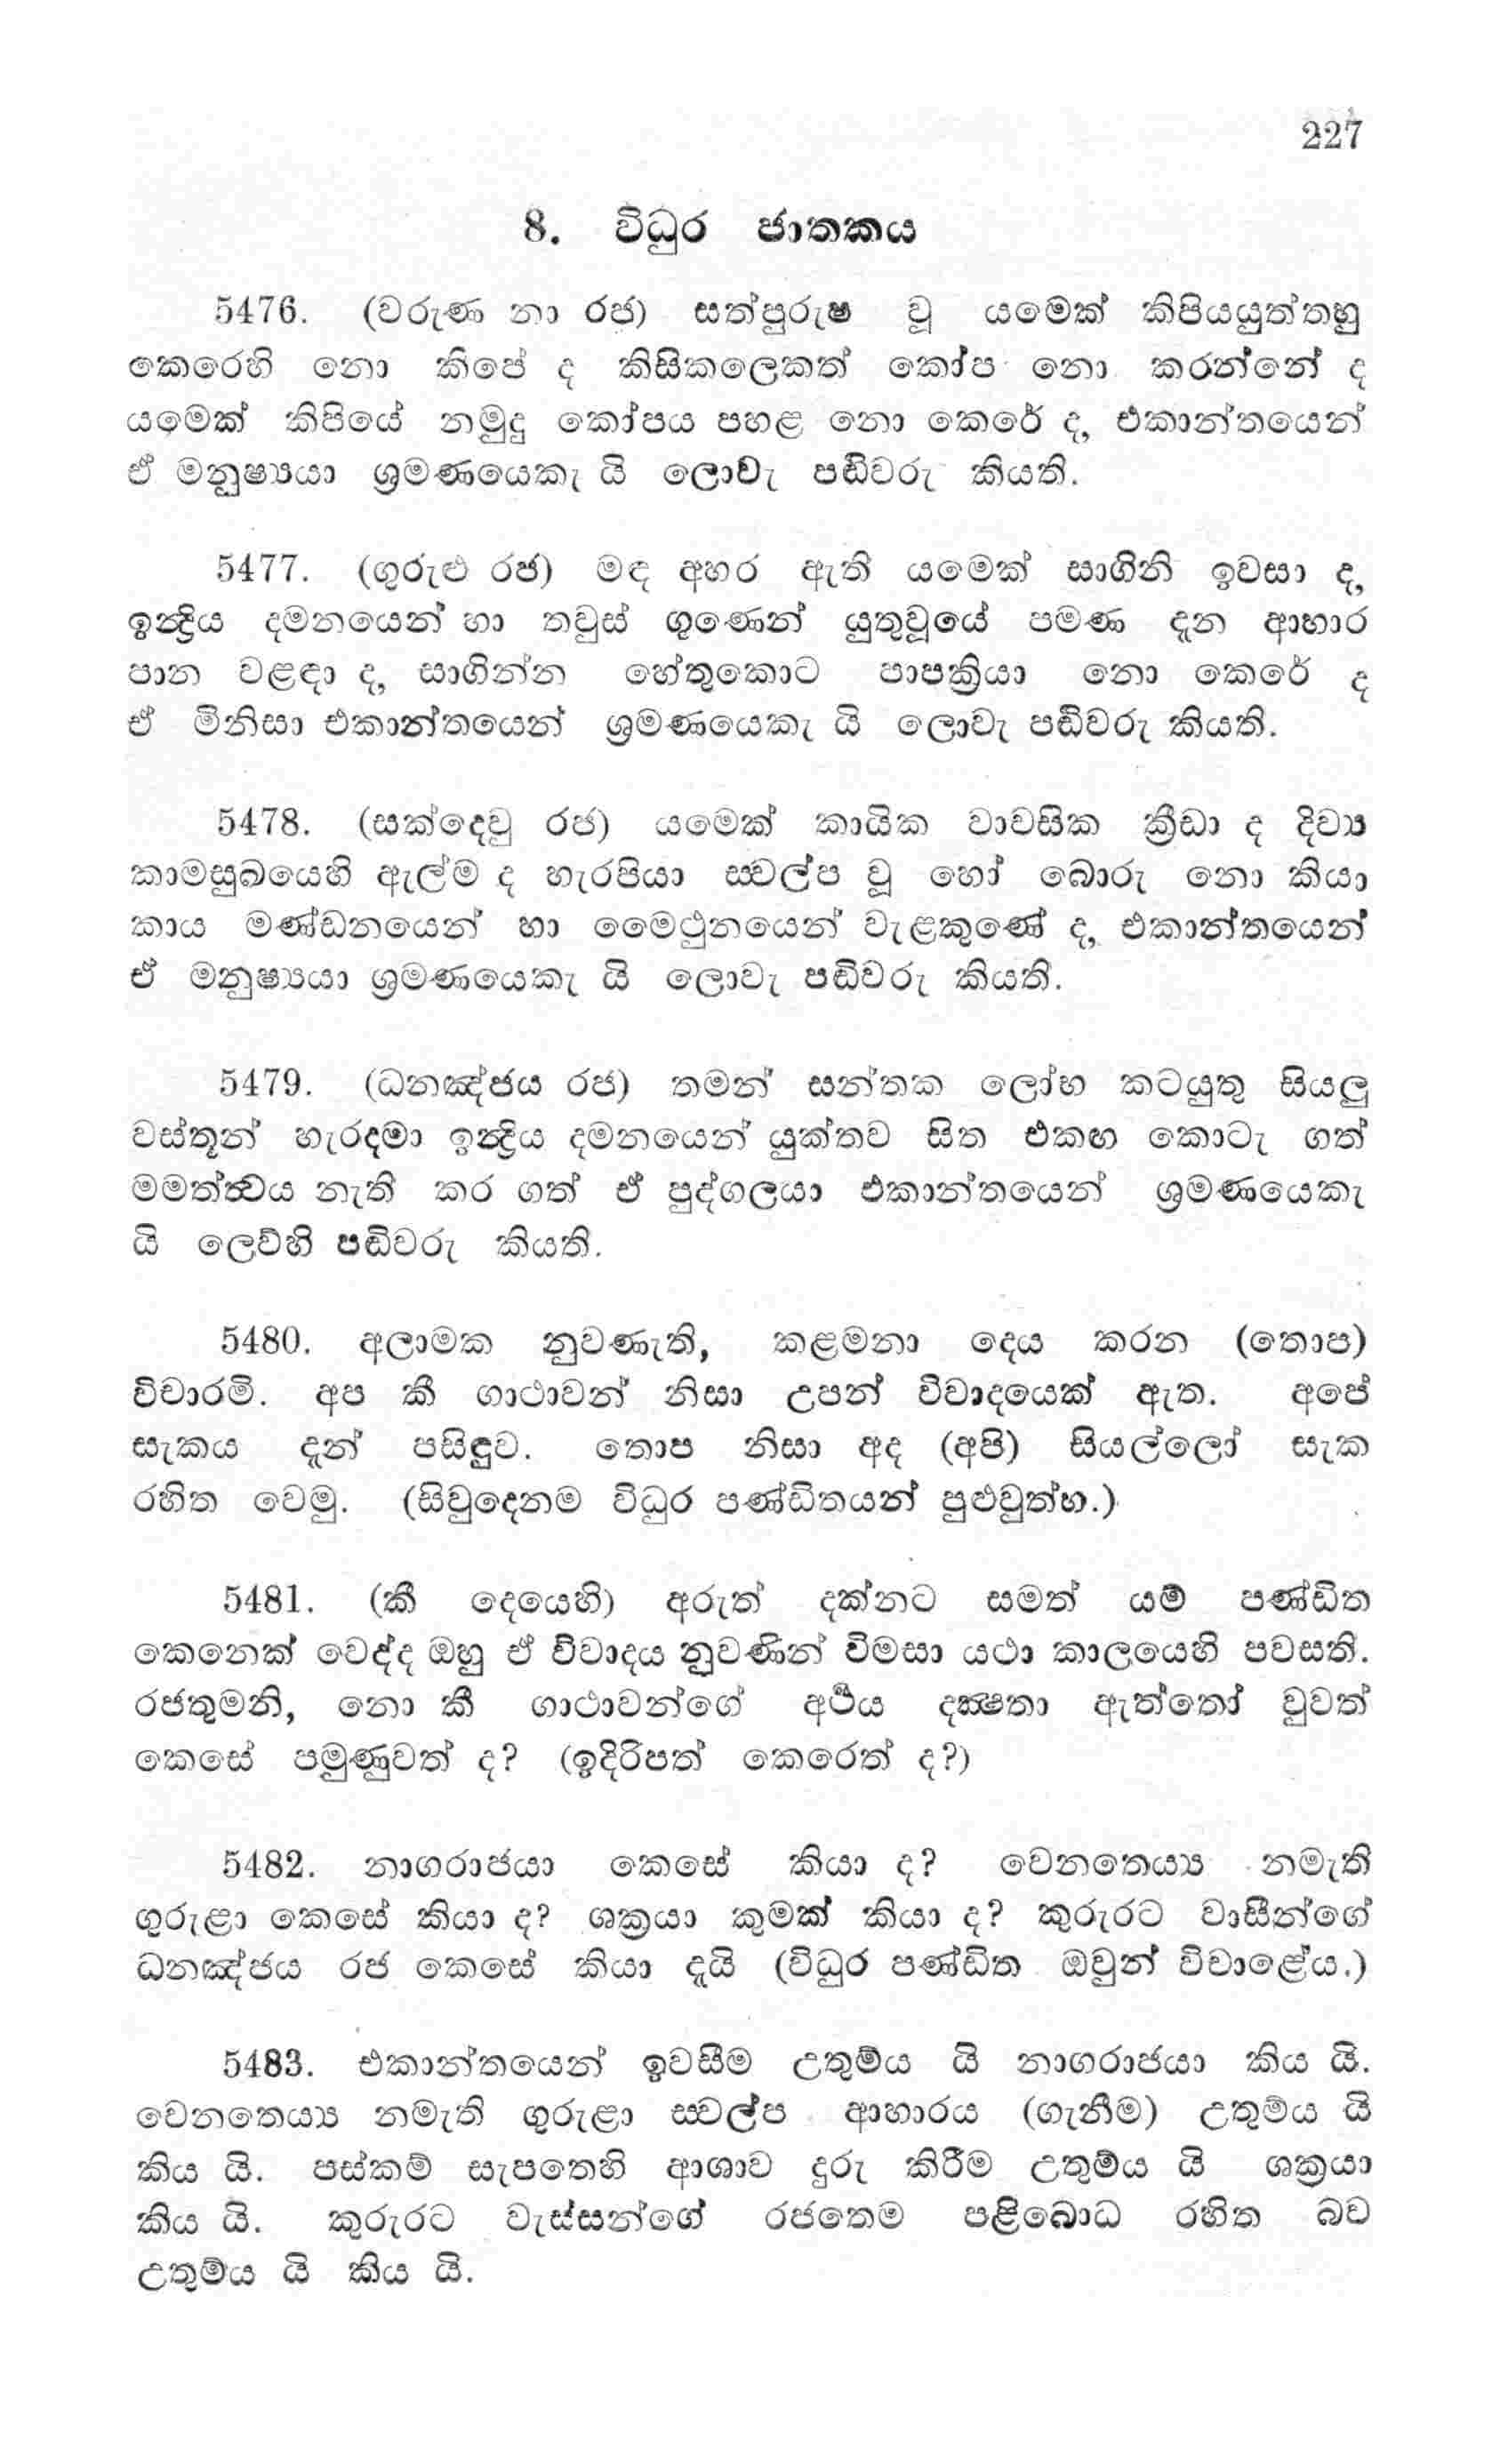 227
8. විධුර ජාතකය
5476. (වරුණ නා රජ) සත්පුරුෂ වූ යමෙක් කිපියයුත්තහු
කෙරෙහි නො කිපේ ද කිසිකලෙකත් කෝප නො කරන්නේ ද
යමෙක් කිපියේ නමුදු කෝපය පහළ නො කෙරේ ද, එකාන්තයෙන්
ඒ මනුෂ්‍යයා ශ්‍රමණයෙකැ යි ලොවැ පඬිවරු කියති.
5477. (ගුරුළු රජ) මඳ අහර ඇති යමෙක් සාගිනි ඉවසා ද,
ඉන්‍ද්‍රිය දමනයෙන් හා තවුස් ගුණෙන් යුතුවූයේ පමණ දැන ආහාර
පාන වළඳා ද, සාගින්න හේතුකොට පාපක්‍රියා නො කෙරේ ද
ඒ මිනිසා එකාන්තයෙන් ශ්‍රමණයෙකැ යි ලොවැ පඬිවරු කියති.
5478. (සක්දෙවු රජ) යමෙක් කායික වාචසික ක්‍රීඩා ද දිව්‍ය
කාමසුඛයෙහි ඇල්ම ද හැරපියා ස්‍වල්ප වූ හෝ බොරු නො කියා
කාය මණ්ඩනයෙන් හා මෛථුනයෙන් වැළකුණේ ද, එකාන්තයෙන්
ඒ මනුෂ්‍යයා ශ්‍රමණයෙකැ යි ලොවැ පඬිවරු කියති.
5479. (ධනඤ්ජය රජ) තමන් සන්තක ලෝභ කටයුතු සියලු
වස්තූන් හැරදමා ඉන්‍ද්‍රිය දමනයෙන් යුක්තව සිත එකඟ කොටැ ගත්
මමත්ත්‍වය නැති කර ගත් ඒ පුද්ගලයා එකාන්තයෙන් ශ්‍රමණයෙකැ
යි ලෙව්හි පඬිවරු කියති.
5480. අලාමක නුවණැති, කළමනා දෙය කරන (තොප)
විචාරමි. අප කී ගාථාවන් නිසා උපන් විවාදයෙක් ඇත. අපේ
සැකය දැන් පසිඳුව. තොප නිසා අද (අපි) සියල්ලෝ සැක
රහිත වෙමු. (සිවුදෙනම විධුර පණ්ඩිතයන් පුළුවුත්හ.)
5481. (කී දෙයෙහි) අරුත් දක්නට සමත් යම් පණ්ඩිත
කෙනෙක් වෙද්ද ඔහු ඒ විවාදය නුවණින් විමසා යථා කාලයෙහි පවසති.
රජතුමනි, නො කී ගාථාවන්ගේ අර්‍ථය දක්‍ෂතා ඇත්තෝ වුවත්
කෙසේ පමුණුවත් ද? (ඉදිරිපත් කෙරෙත් ද?)
5482. නාගරාජයා කෙසේ කියා ද? වෙනතෙය්‍ය නමැති
ගුරුළා කෙසේ කියා ද? ශක්‍රයා කුමක් කියා ද? කුරුරට වාසීන්ගේ
ධනඤ්ජය රජ කෙසේ කියා දැයි (විධුර පණ්ඩිත ඔවුන් විචාළේය.)
5483. එකාන්තයෙන් ඉවසීම උතුම්ය යි නාගරාජයා කිය යි.
වෙනතෙය්‍ය නමැති ගුරුළා ස්‍වල්ප ආහාරය (ගැනීම) උතුම්ය යි
කිය යි. පස්කම් සැපතෙහි ආශාව දුරු කිරීම උතුම්ය යි ශක්‍රයා
කිය යි. කුරුරට වැස්සන්ගේ රජතෙම පළිබොධ රහිත බව
උතුම්ය යි කිය යි.